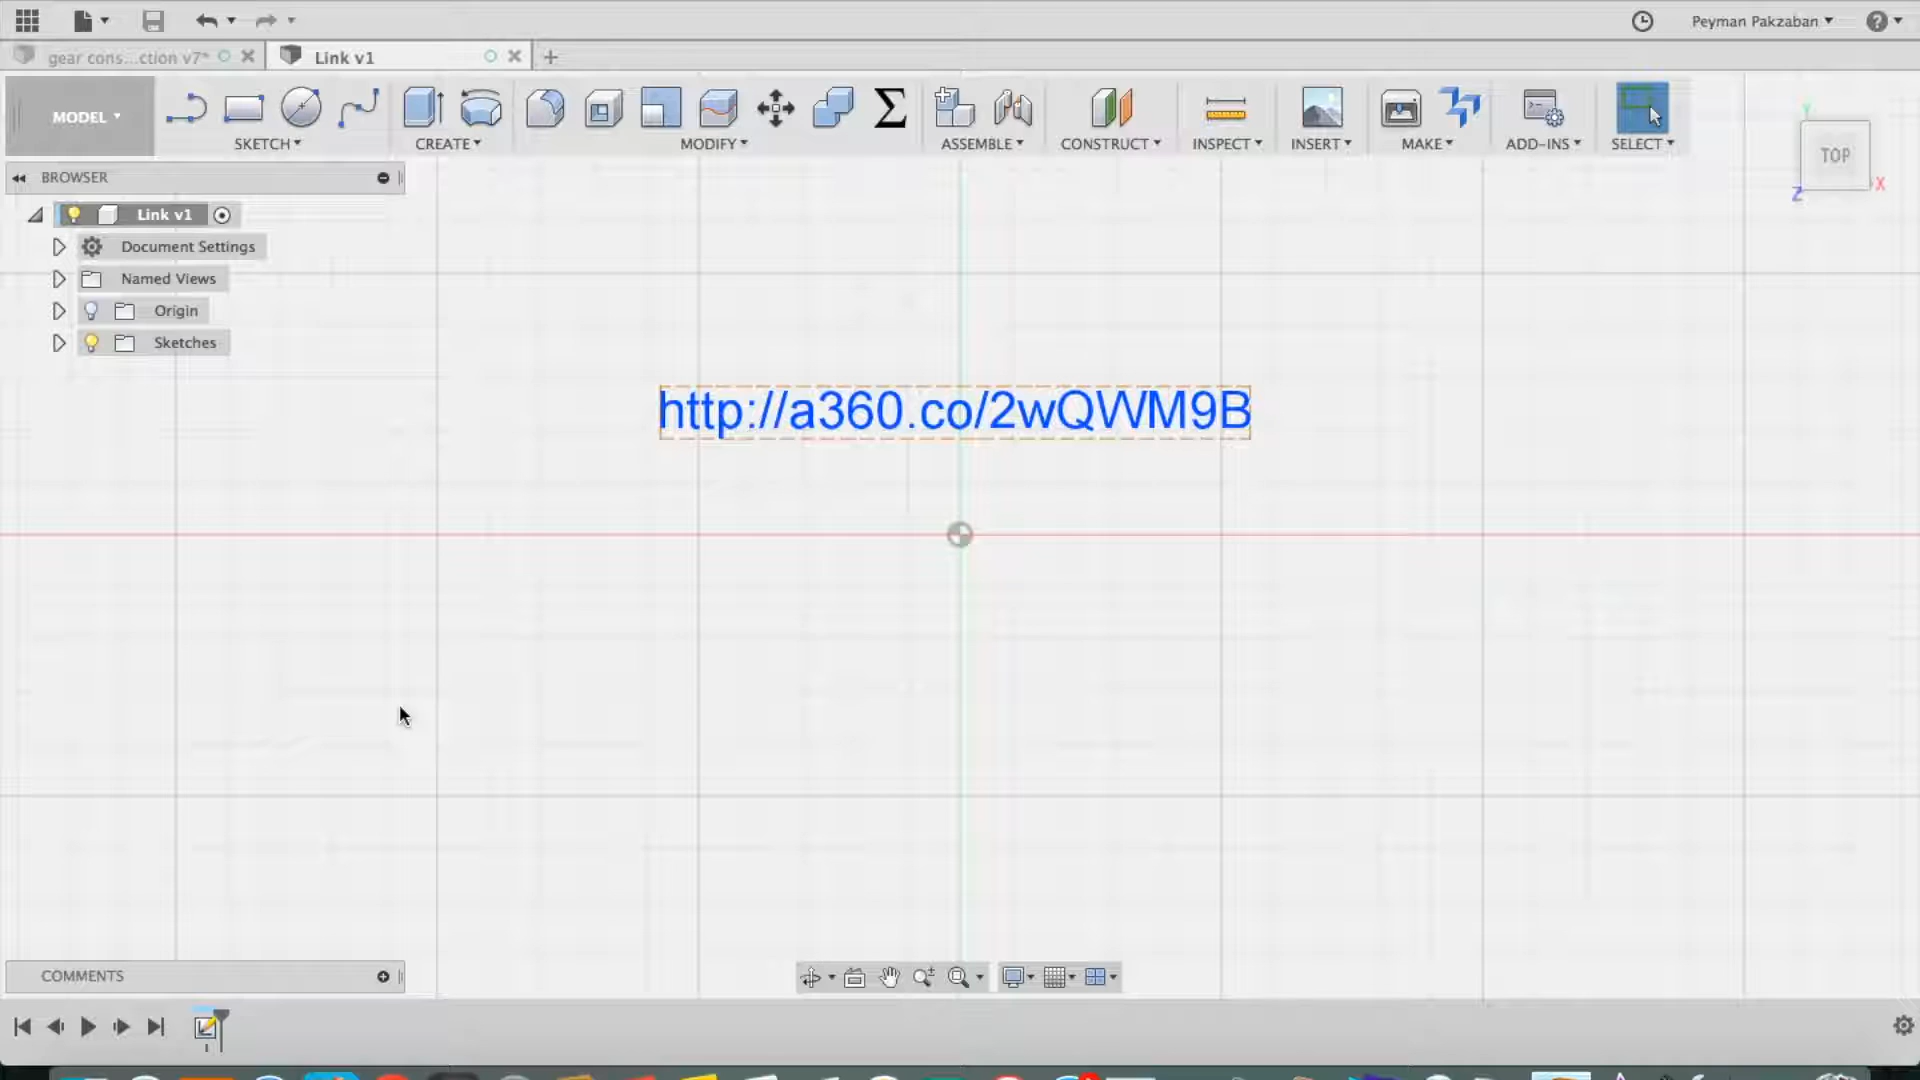 Peyman Pakzaban
gear cons...ction v7*
Link v1
MODEL
SKETCH
CREATE
MODIFY
ASSEMBLE
CONSTRUCT
INSPECT
INSERT
MAKE
ADD-INS
SELECT
TOP
Y
X
Z
BROWSER
Link v1
Document Settings
Named Views
Origin
Sketches
http://a360.co/2wQWM9B
COMMENTS